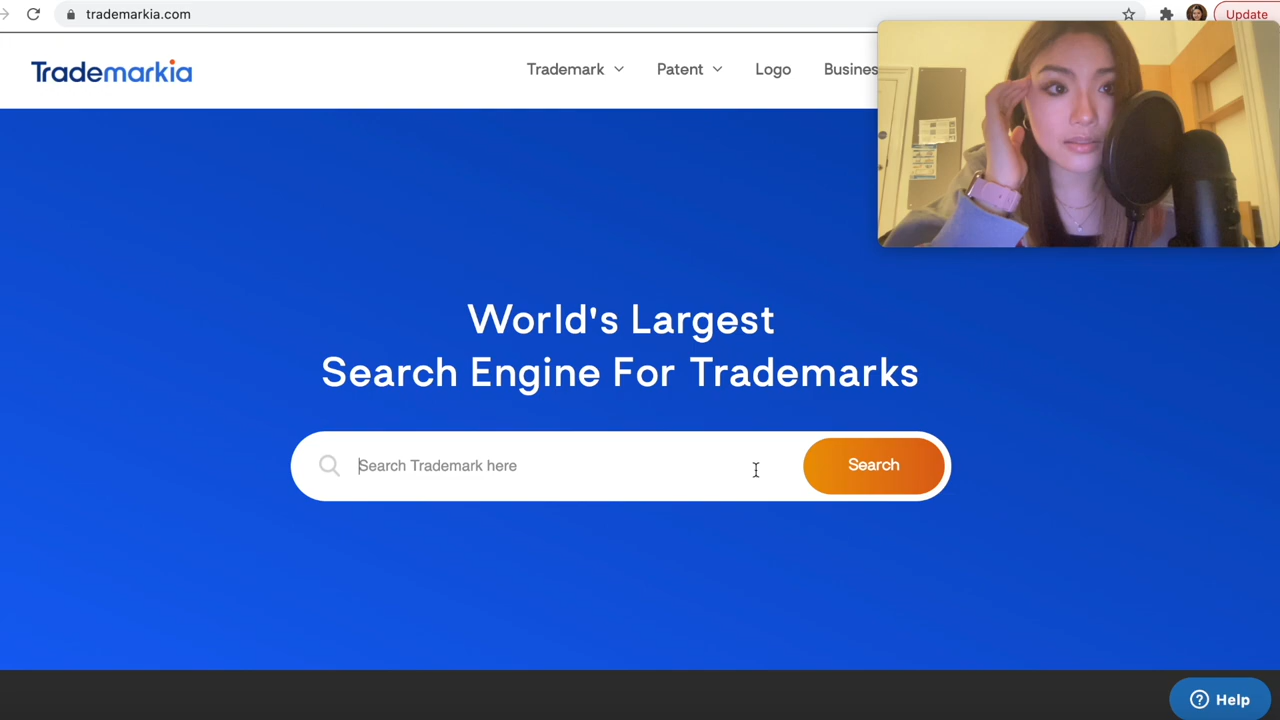 trademarkia.com
Update
Trademarkia
Trademark
Patent
Logo
Busines
World's Largest
Search Engine For Trademarks
Search Trademark here
Search
Help